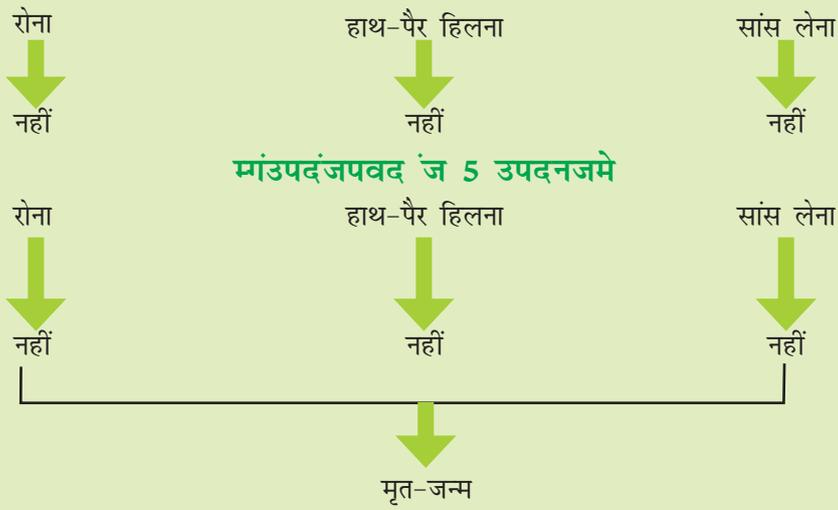 रोना हाथ-पैर हिलना सांस लेना
नहीं नहीं नहीं
म्गंउपदंजपवद ंज 5 उपदनजमे
रोना हाथ-पैर हिलना सांस लेना
नहीं नहीं नहीं
मृत-जन्म